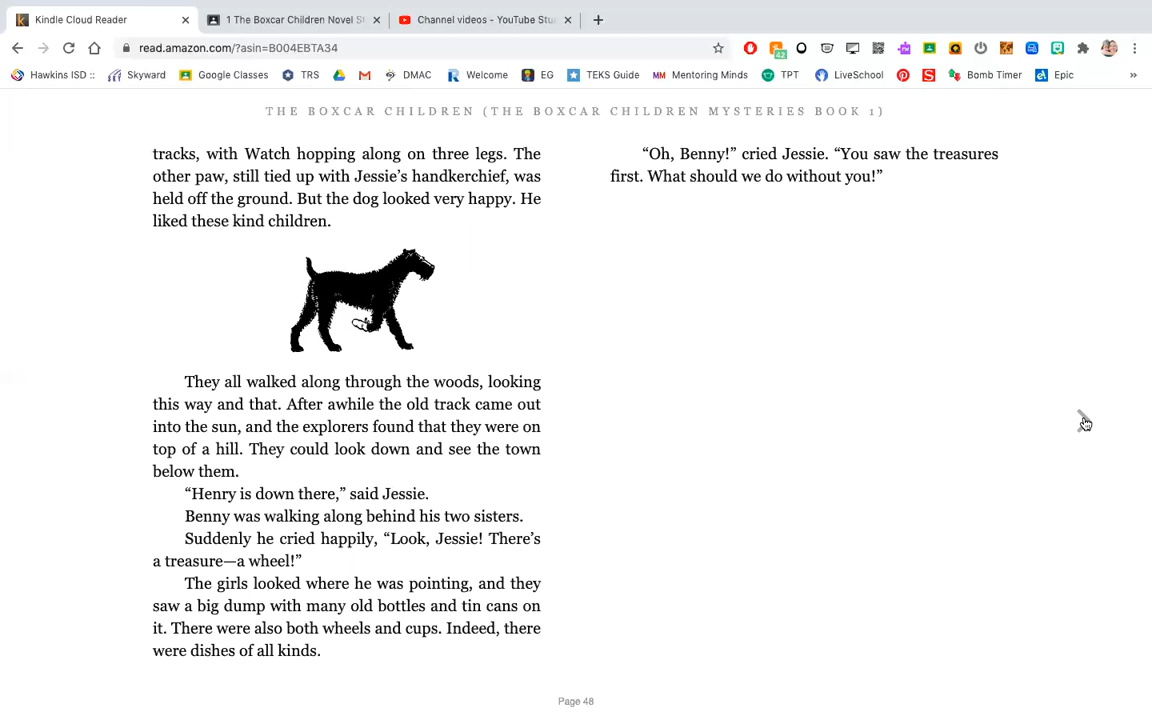 Kindle Cloud Reader
1 The Boxcar Children Novel St
Channel videos - YouTube Stu
read.amazon.com/?asin=B004EBTA34
42
Hawkins ISD ::
Skyward
Google Classes
TRS
DMAC
Welcome
EG
TEKS Guide
MM Mentoring Minds
TPT
LiveSchool
Bomb Timer
Epic
»
THE BOXCAR CHILDREN (THE BOXCAR CHILDREN MYSTERIES BOOK 1)
tracks, with Watch hopping along on three legs. The
other paw, still tied up with Jessie’s handkerchief, was
held off the ground. But the dog looked very happy. He
liked these kind children.
They all walked along through the woods, looking
this way and that. After awhile the old track came out
into the sun, and the explorers found that they were on
top of a hill. They could look down and see the town
below them.
“Henry is down there,” said Jessie.
Benny was walking along behind his two sisters.
Suddenly he cried happily, “Look, Jessie! There’s
a treasure—a wheel!”
The girls looked where he was pointing, and they
saw a big dump with many old bottles and tin cans on
it. There were also both wheels and cups. Indeed, there
were dishes of all kinds.
“Oh, Benny!” cried Jessie. “You saw the treasures
first. What should we do without you!”
Page 48